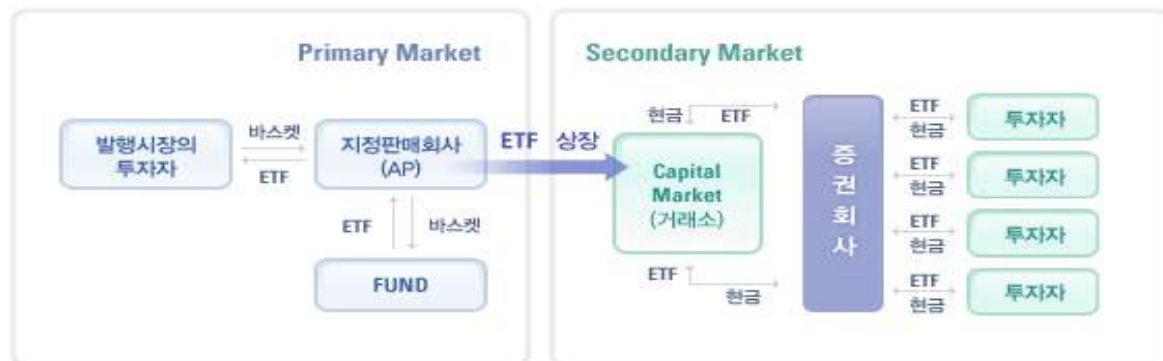 Primary Market
발행시장의
투자자
바스켓
ETF
지정판매회사
(AP)
ETF
바스켓
FUND
ETF 상장
Secondary Market
현금
ETF
Capital
Market
(거래소)
ETF
현금
증
권
회
사
ETF
현금
투자자
ETF
현금
투자자
ETF
현금
투자자
ETF
현금
투자자